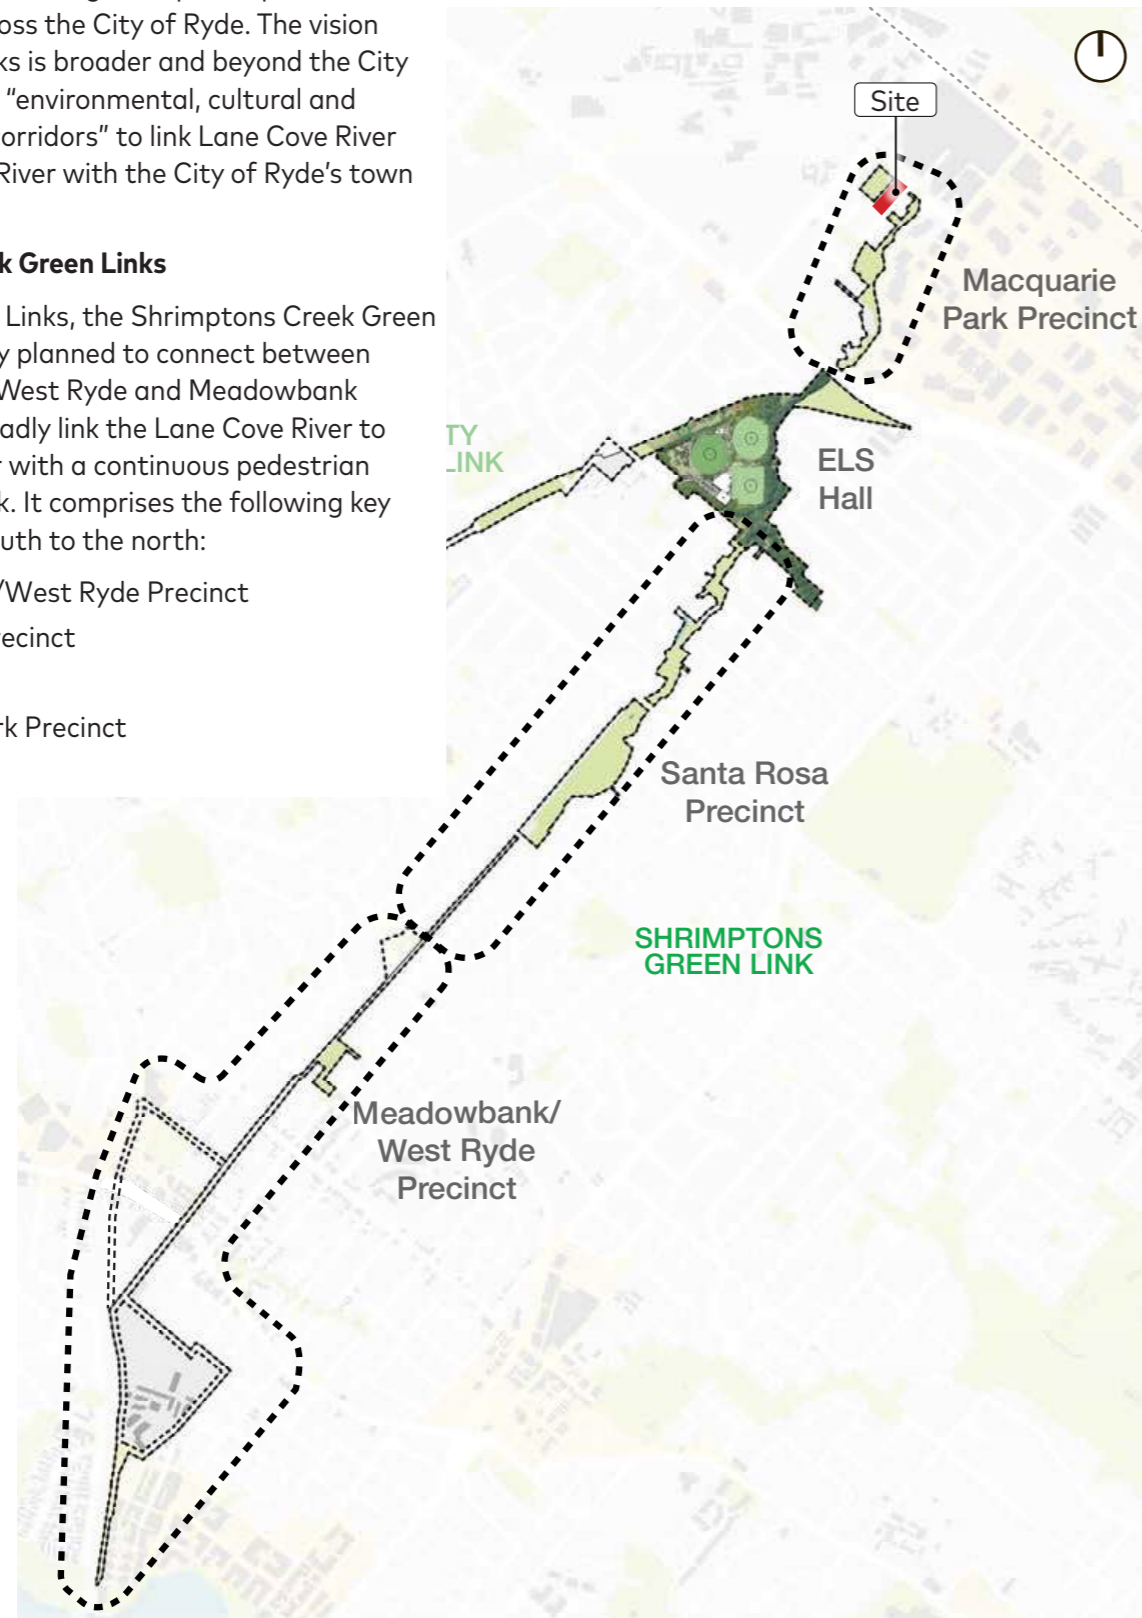 oss the City of Ryde. The vision
ks is broader and beyond the City
“environmental, cultural and
orridors” to link Lane Cove River
River with the City of Ryde’s town
k Green Links
Links, the Shrimptons Creek Green
y planned to connect between
West Ryde and Meadowbank
adly link the Lane Cove River to
r with a continuous pedestrian
k. It comprises the following key
uth to the north:
/West Ryde Precinct
ecinct
rk Precinct
Site
Macquarie
Park Precinct
TY
LINK
ELS
Hall
Santa Rosa
Precinct
SHRIMPTONS
GREEN LINK
Meadowbank/
West Ryde
Precinct